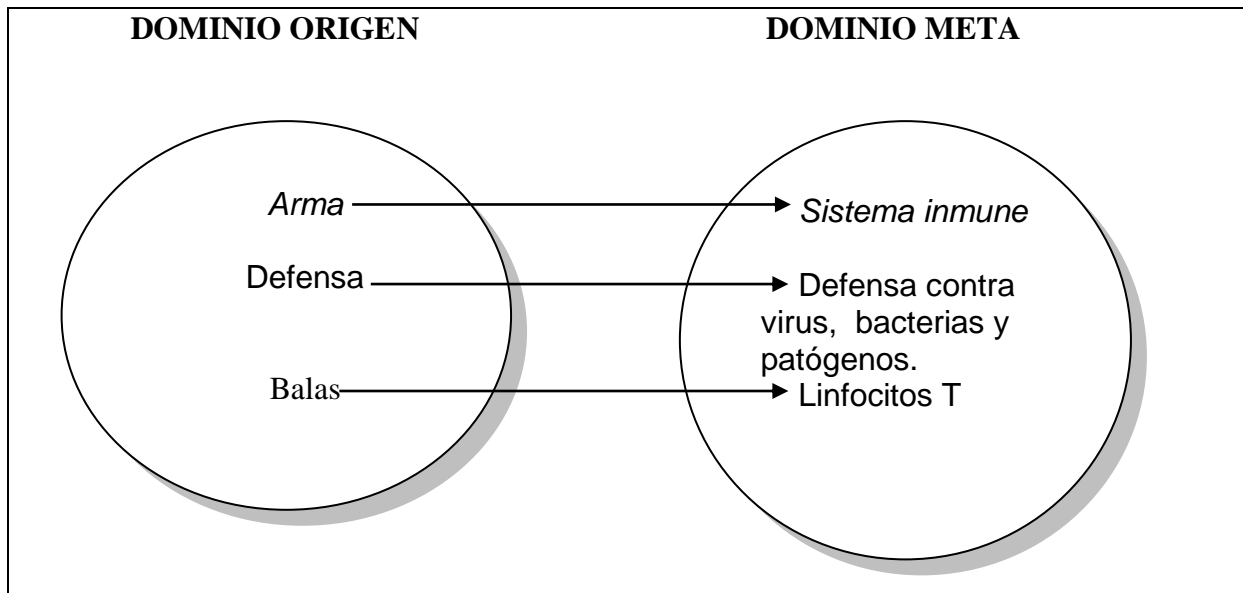 DOMINIO ORIGEN DOMINIO META
Arma Sistema inmune
Defensa Defensa contra
virus, bacterias y
patógenos.
Balas Linfocitos T